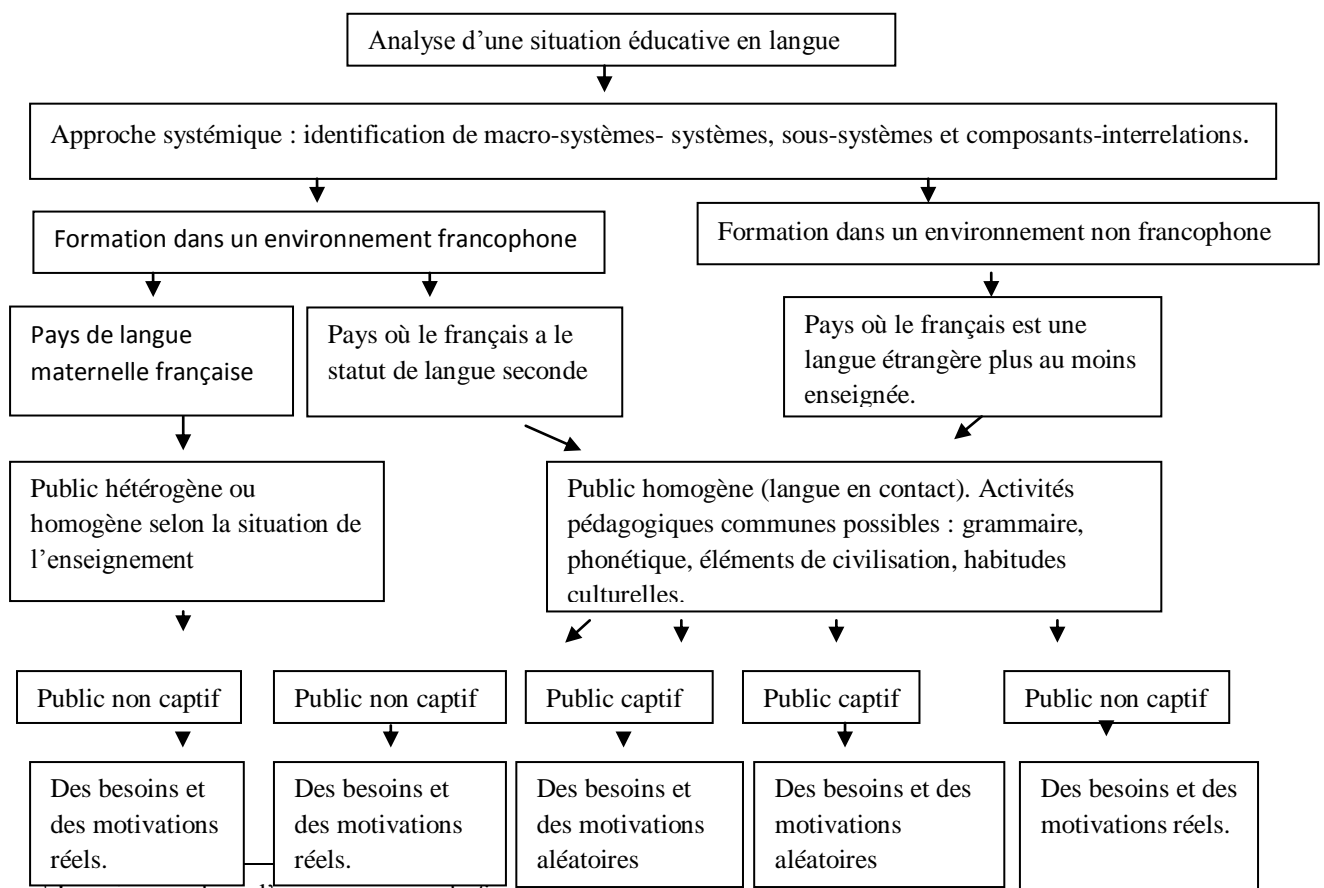 Analyse d’une situation éducative en langue
Approche systémique : identification de macro-systèmes- systèmes, sous-systèmes et composants-interrelations.
Formation dans un environnement francophone
Formation dans un environnement non francophone
Pays de langue
maternelle française
Pays où le français a le
statut de langue seconde
Pays où le français est une
langue étrangère plus au moins
enseignée.
Public hétérogène ou
homogène selon la situation de
l’enseignement
Public homogène (langue en contact). Activités
pédagogiques communes possibles : grammaire,
phonétique, éléments de civilisation, habitudes
culturelles.
Public non captif
Public non captif
Public captif
Public captif
Public non captif
Des besoins et
des motivations
réels.
Des besoins et
des motivations
réels.
Des besoins et
des motivations
aléatoires
Des besoins et des
motivations
aléatoires
Des besoins et des
motivations réels.